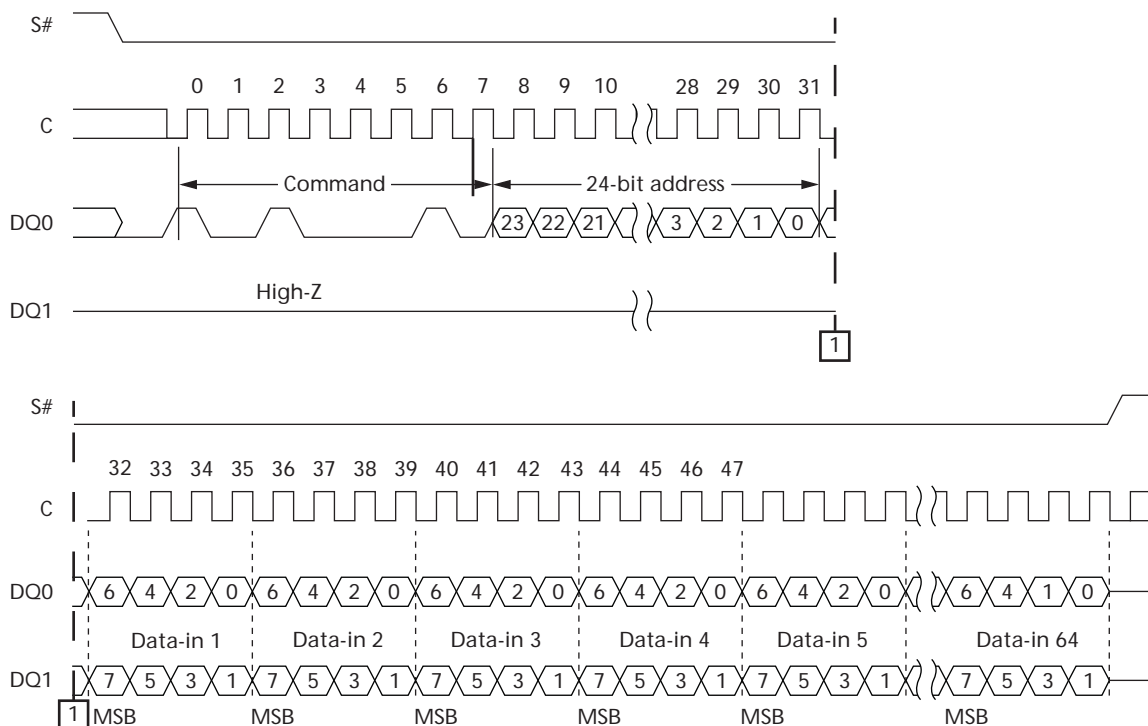 S#
0 1 2 3 4 5 6 7 8 9 10 28 29 30 31
C
Command 24-bit address
DQ0 23 22 21 3 2 1 0
High-Z
DQ1
1
S#
32 33 34 35 36 37 38 39 40 41 42 43 44 45 46 47
C
DQ0 6 4 2 0 6 4 2 0 6 4 2 0 6 4 2 0 6 4 2 0 6 4 1 0
Data-in 1 Data-in 2 Data-in 3 Data-in 4 Data-in 5 Data-in 64
DQ1 7 5 3 1 7 5 3 1 7 5 3 1 7 5 3 1 7 5 3 1 7 5 3 1
1 MSB MSB MSB MSB MSB MSB